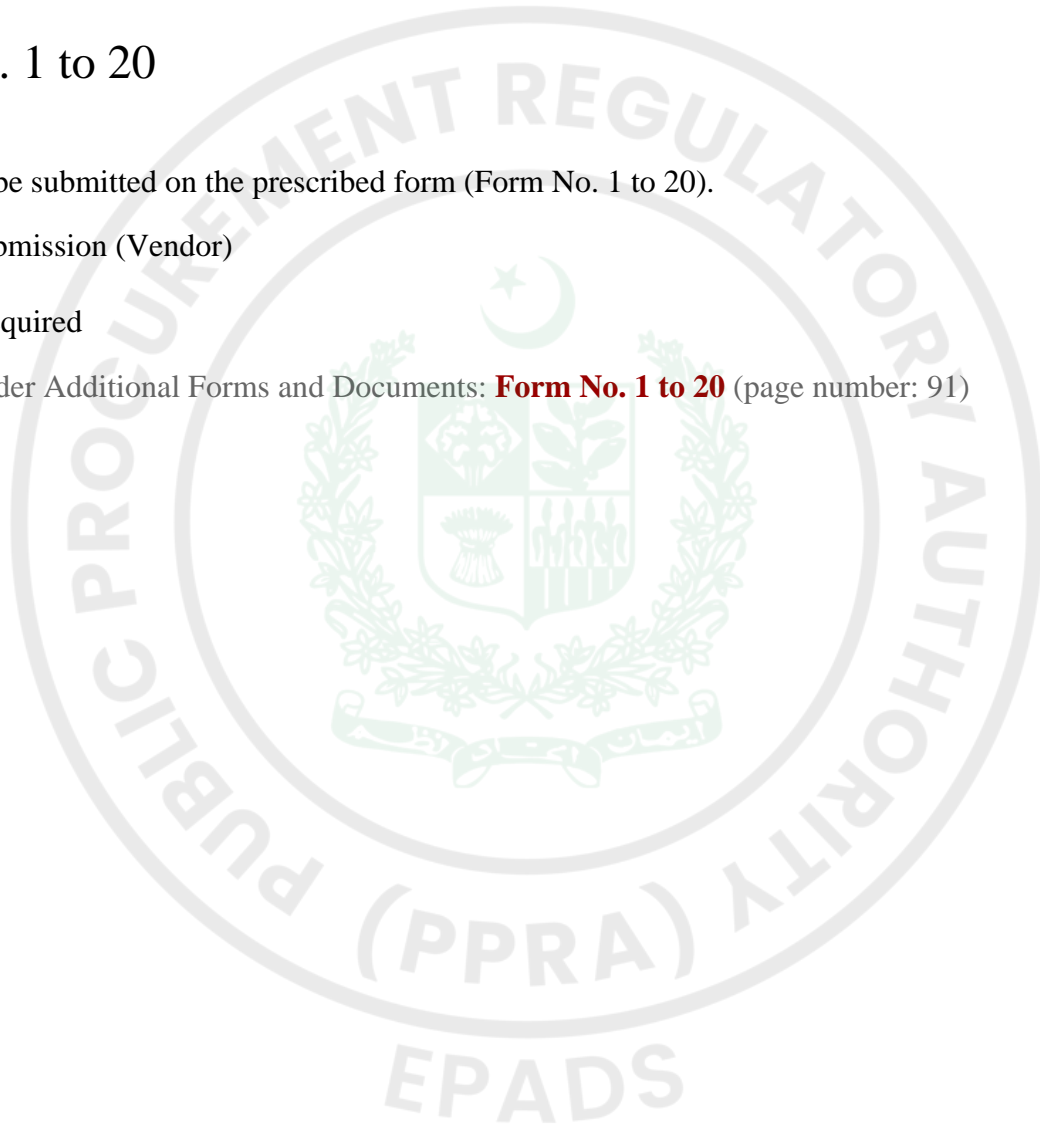 . 1 to 20
be submitted on the prescribed form (Form No. 1 to 20).
bmission (Vendor)
quired
der Additional Forms and Documents: Form No. 1 to 20 (page number: 91)
PUBLIC PROCUREMENT REGULATORY AUTHORITY
(PPRA)
EPADS